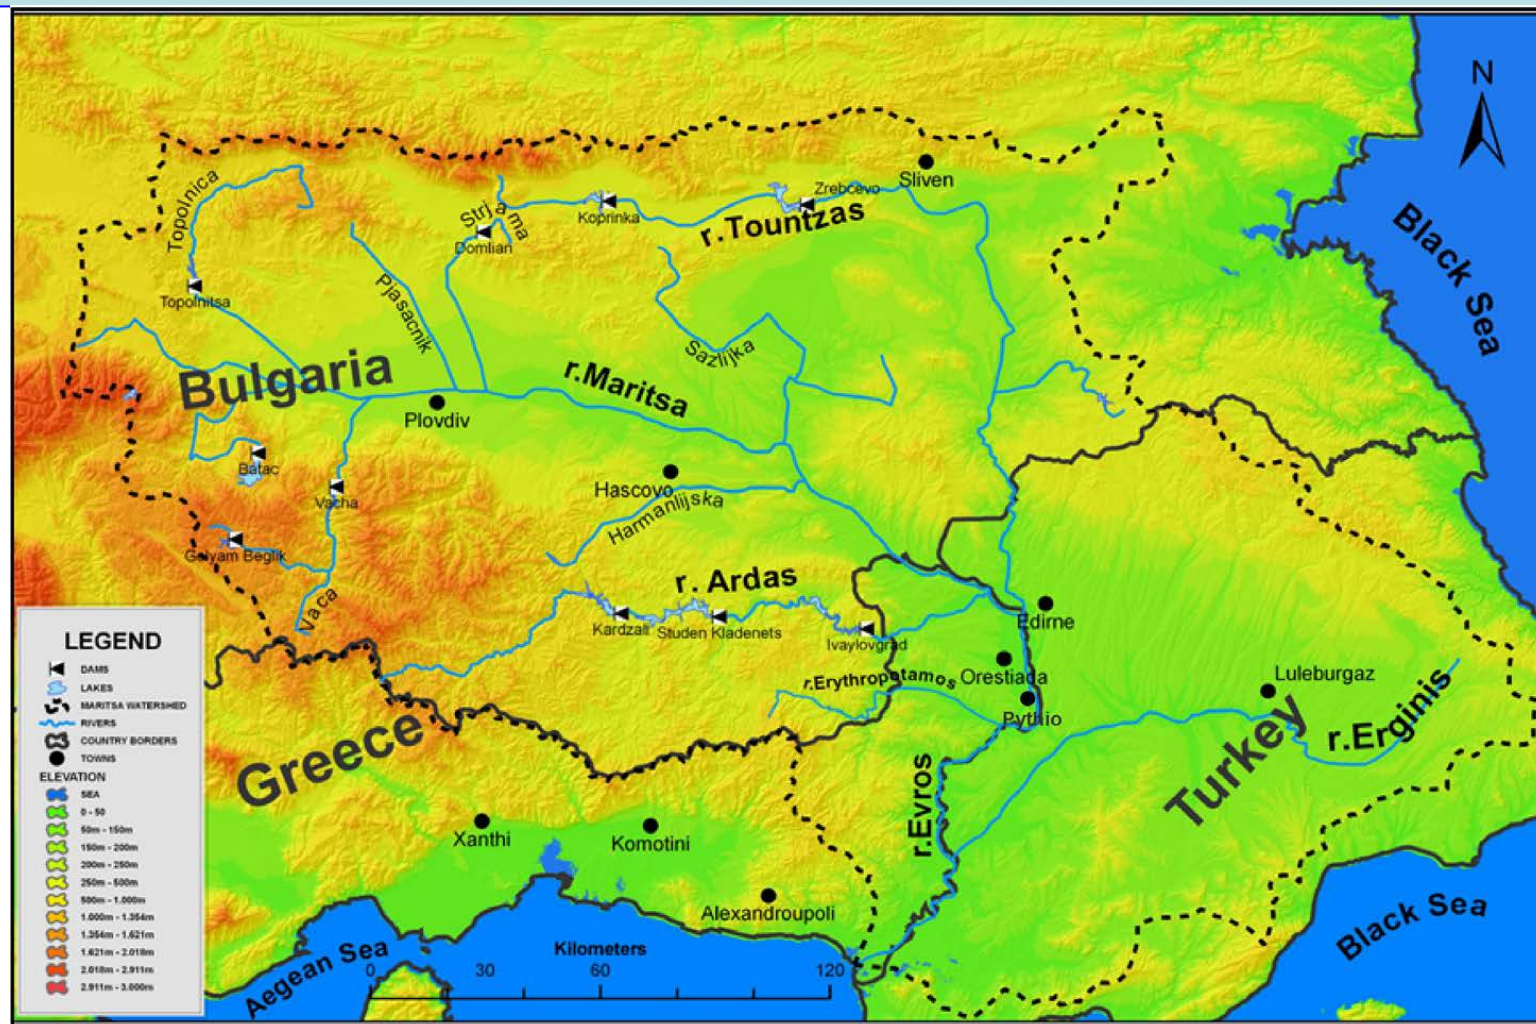 N
Sliven
Zrebcevo
r.Tountzas
Koprinka
Strjama
Domlian
Topolnica
Topolnitsa
Pjasacnik
Sazlijka
Black Sea
Bulgaria
r.Maritsa
Plovdiv
Batac
Vacha
Hascovo
Harmanlijska
Golyam Beglik
Vaca
r. Ardas
Kardzali
Studen Kladenets
Ivaylovgrad
Edirne
r.Erythropotamos
Orestiada
Pythio
Luleburgaz
r.Erginis
Turkey
Greece
r.Evros
Xanthi
Komotini
Alexandroupoli
Black Sea
Aegean Sea
Kilometers
0 30 60 120
LEGEND
DAMS
LAKES
MARITSA WATERSHED
RIVERS
COUNTRY BORDERS
TOWNS
ELEVATION
SEA
0 - 50
50m - 150m
150m - 200m
200m - 250m
250m - 500m
500m - 1.000m
1.000m - 1.354m
1.354m - 1.621m
1.621m - 2.018m
2.018m - 2.911m
2.911m - 3.000m